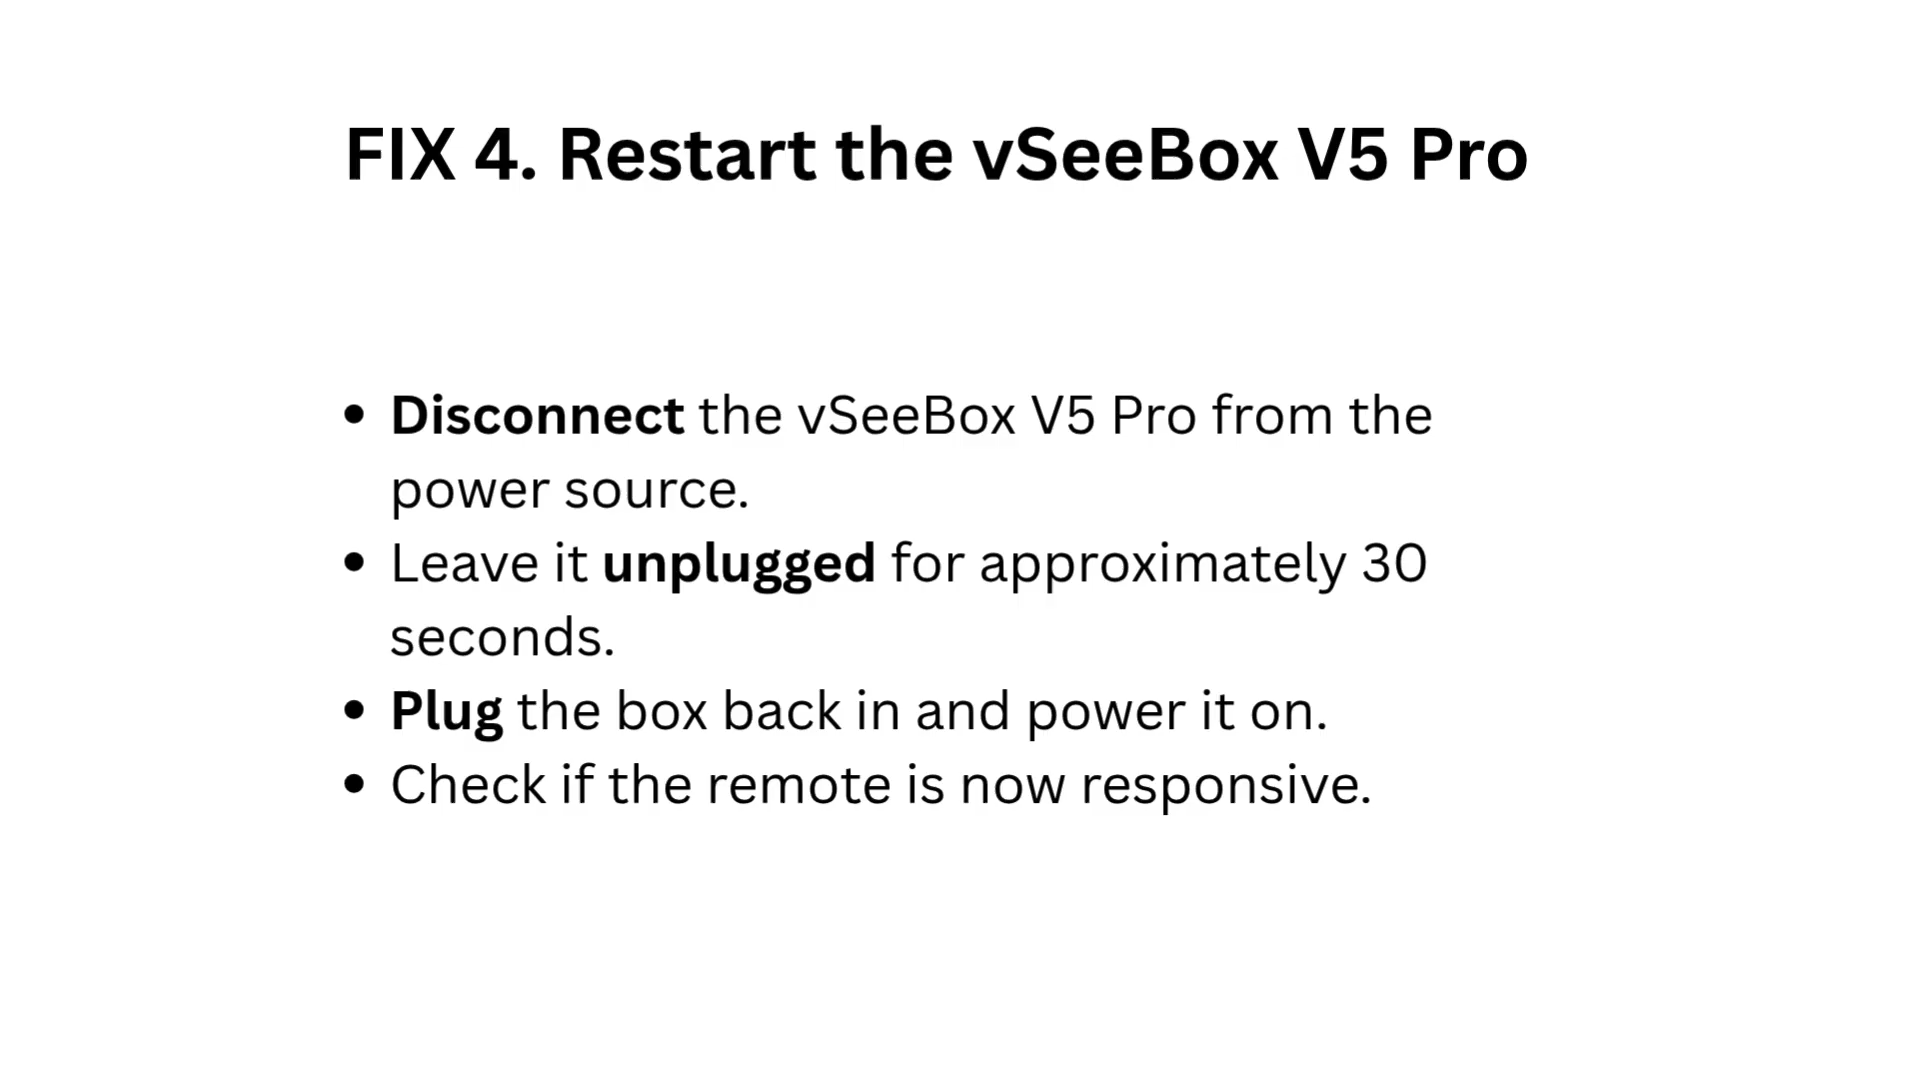 FIX 4. Restart the vSeeBox V5 Pro
• Disconnect the vSeeBox V5 Pro from the
power source.
• Leave it unplugged for approximately 30
seconds.
• Plug the box back in and power it on.
• Check if the remote is now responsive.